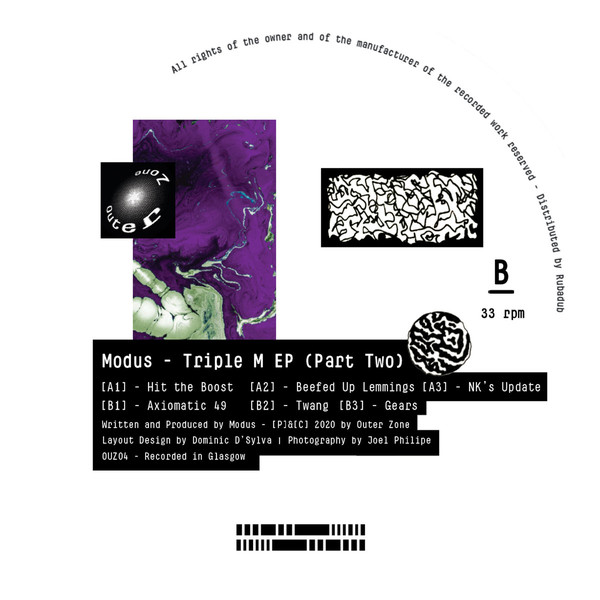 All rights of the owner and of the manufacturer of the recorded work reserved - Distributed by Rubadub
OUOZ
Outer
B
33 rpm
Modus - Triple M EP (Part Two)
[A1] - Hit the Boost [A2] - Beefed Up Lemmings [A3] - NK's Update
[B1] - Axiomatic 49 [B2] - Twang [B3] - Gears
Written and Produced by Modus - [P]&[C] 2020 by Outer Zone
Layout Design by Dominic D'Sylva | Photography by Joel Philipe
OUZ04 - Recorded in Glasgow